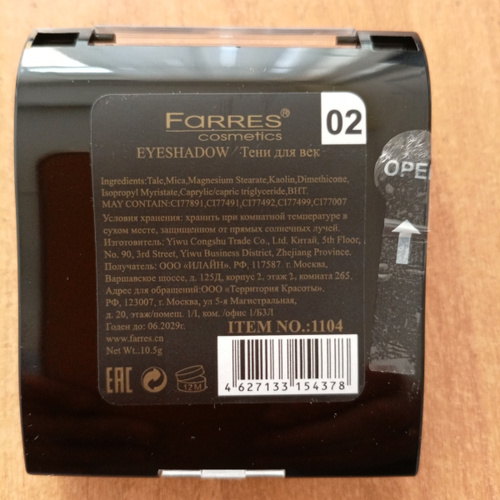 FARRES®
cosmetics
02
EYESHADOW / Тени для век
OPE
Ingredients:Talc,Mica,Magnesium Stearate,Kaolin,Dimethicone,
Isopropyl Myristate,Caprylic/capric triglyceride,BHT.
MAY CONTAIN:CI77891,CI77491,CI77492,CI77499,CI77007
Условия хранения: хранить при комнатной температуре в
сухом месте, защищенном от прямых солнечных лучей.
Изготовитель: Yiwu Congshu Trade Co., Ltd. Китай, 5th Floor,
No. 90, 3rd Street, Yiwu Business District, Zhejiang Province.
Получатель: ООО «ИЛАЙН». РФ, 117587. г. Москва,
Варшавское шоссе, д. 125Д, корпус 2, этаж 3, комната 265.
Адрес для обращений:ООО «Территория Красоты».
РФ, 123007, г. Москва, ул 5-я Магистральная,
д. 20, этаж/помещ. 1/I, ком. /офис 1/БЗЛ
Годен до: 06.2029г.
ITEM NO.:1104
www.farres.cn
Net Wt.:10.5g
EAC
12M
4627133154378